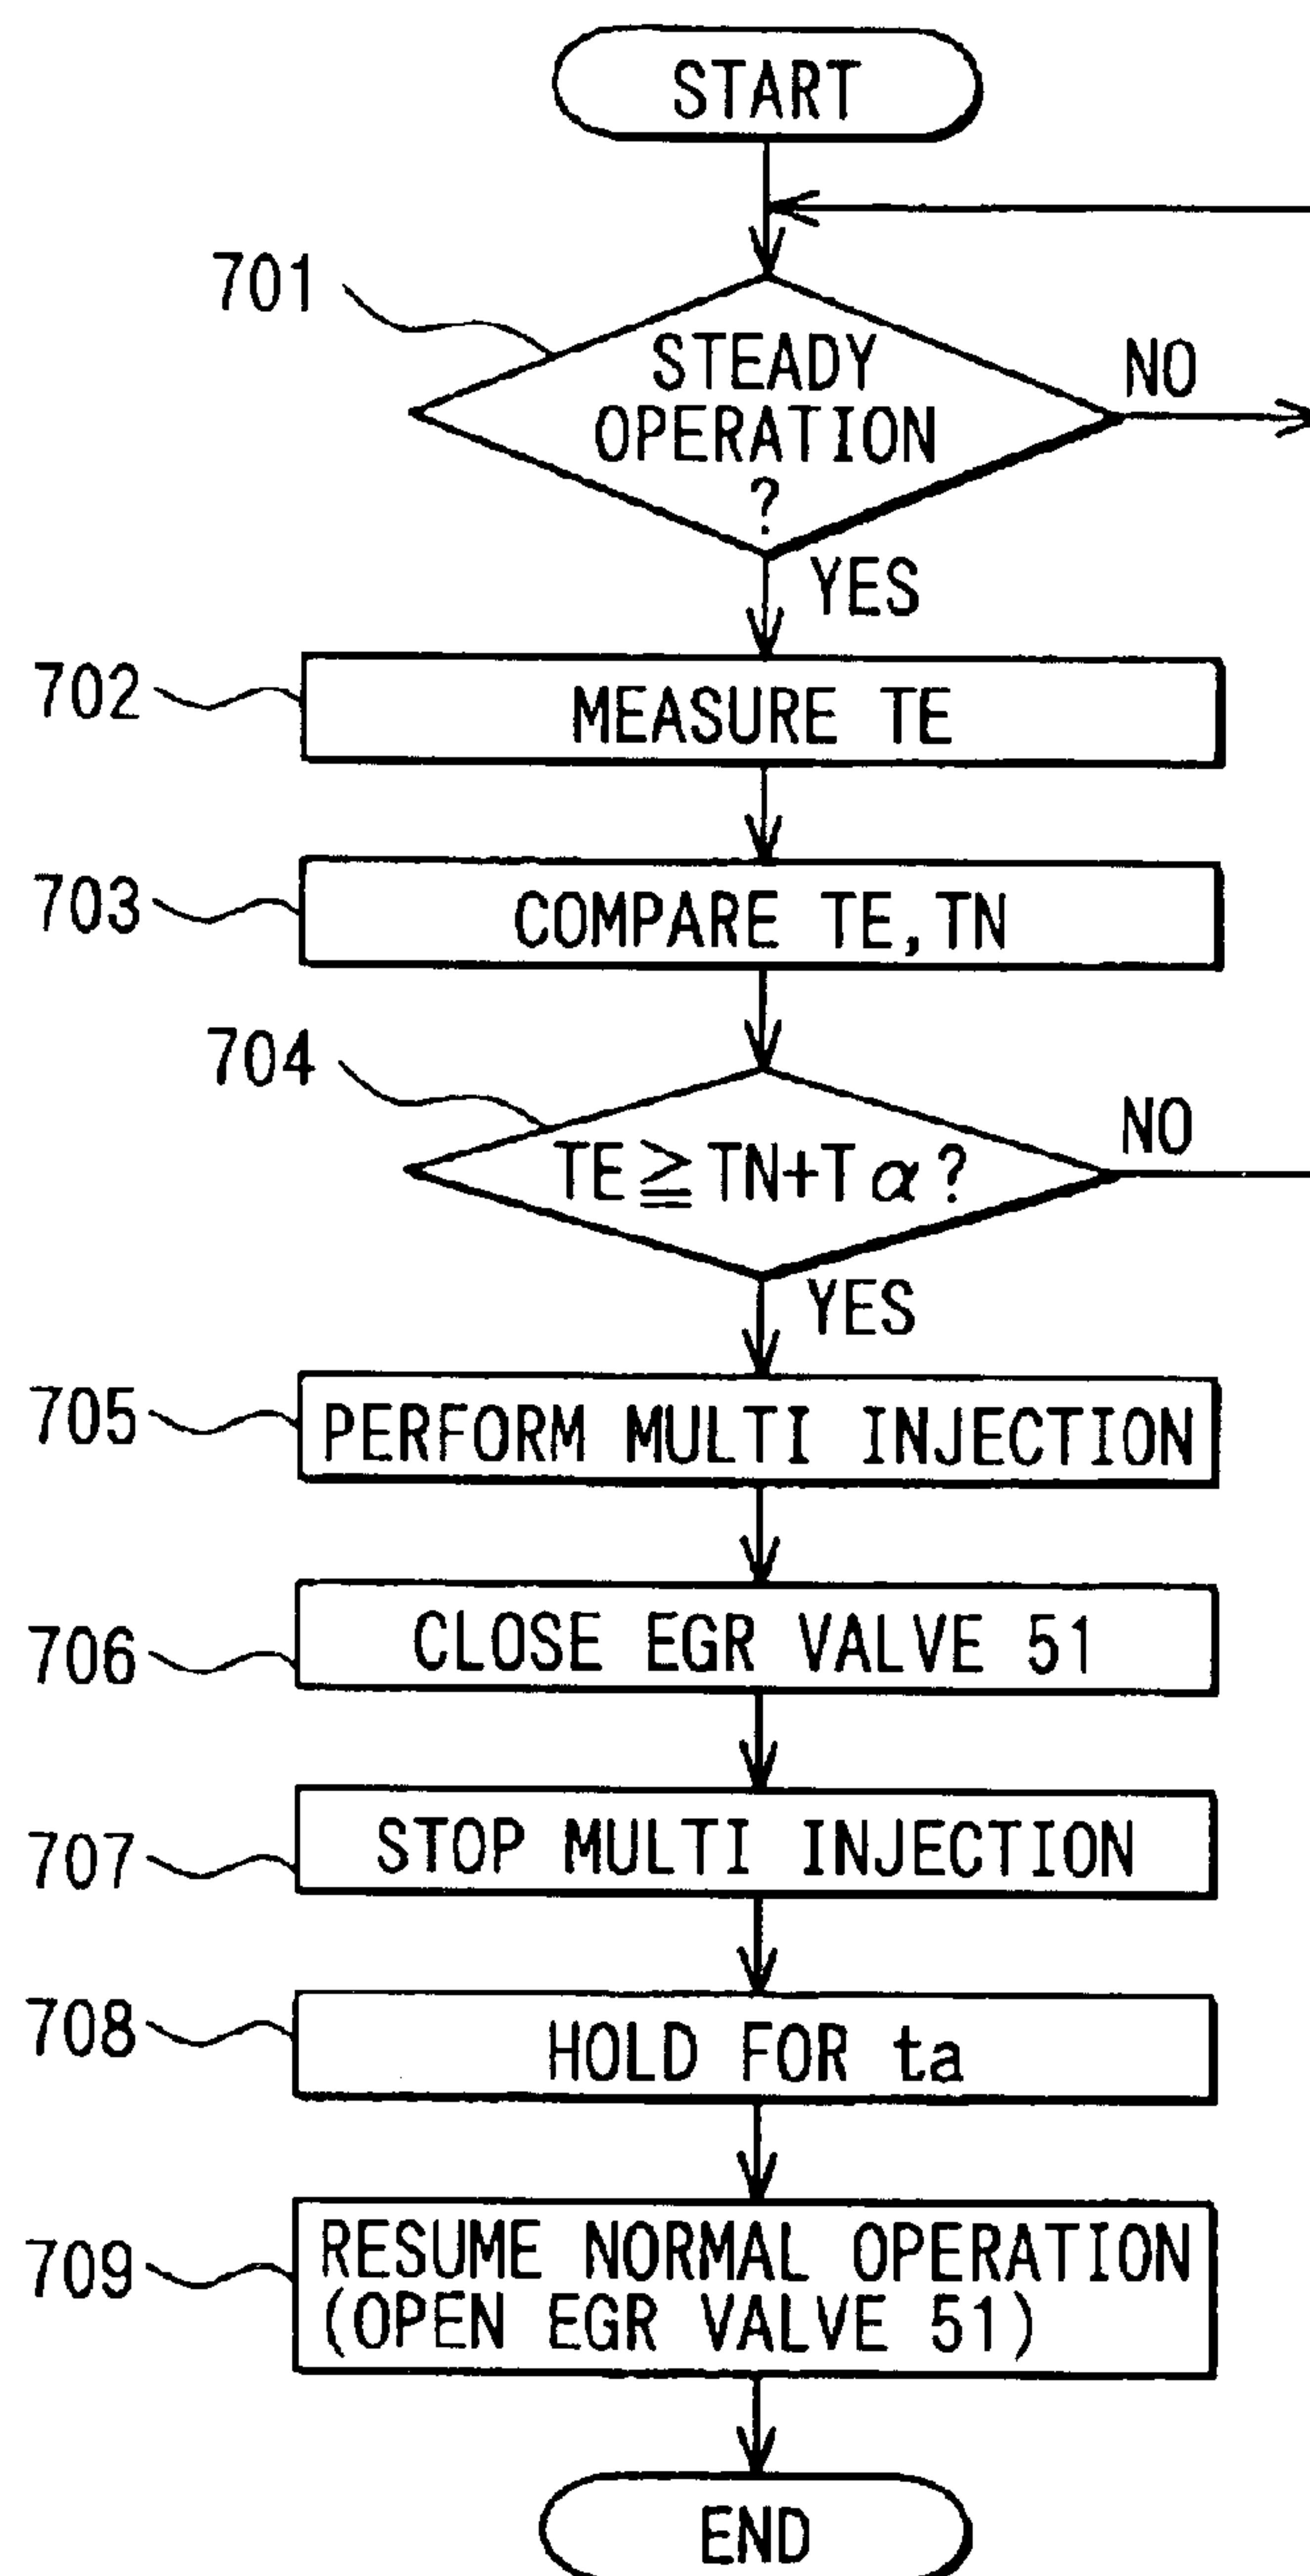 START
701
STEADY
OPERATION
?
NO
YES
702
MEASURE TE
703
COMPARE TE,TN
704
TE≧TN+Tα?
NO
YES
705
PERFORM MULTI INJECTION
706
CLOSE EGR VALVE 51
707
STOP MULTI INJECTION
708
HOLD FOR ta
709
RESUME NORMAL OPERATION
(OPEN EGR VALVE 51)
END